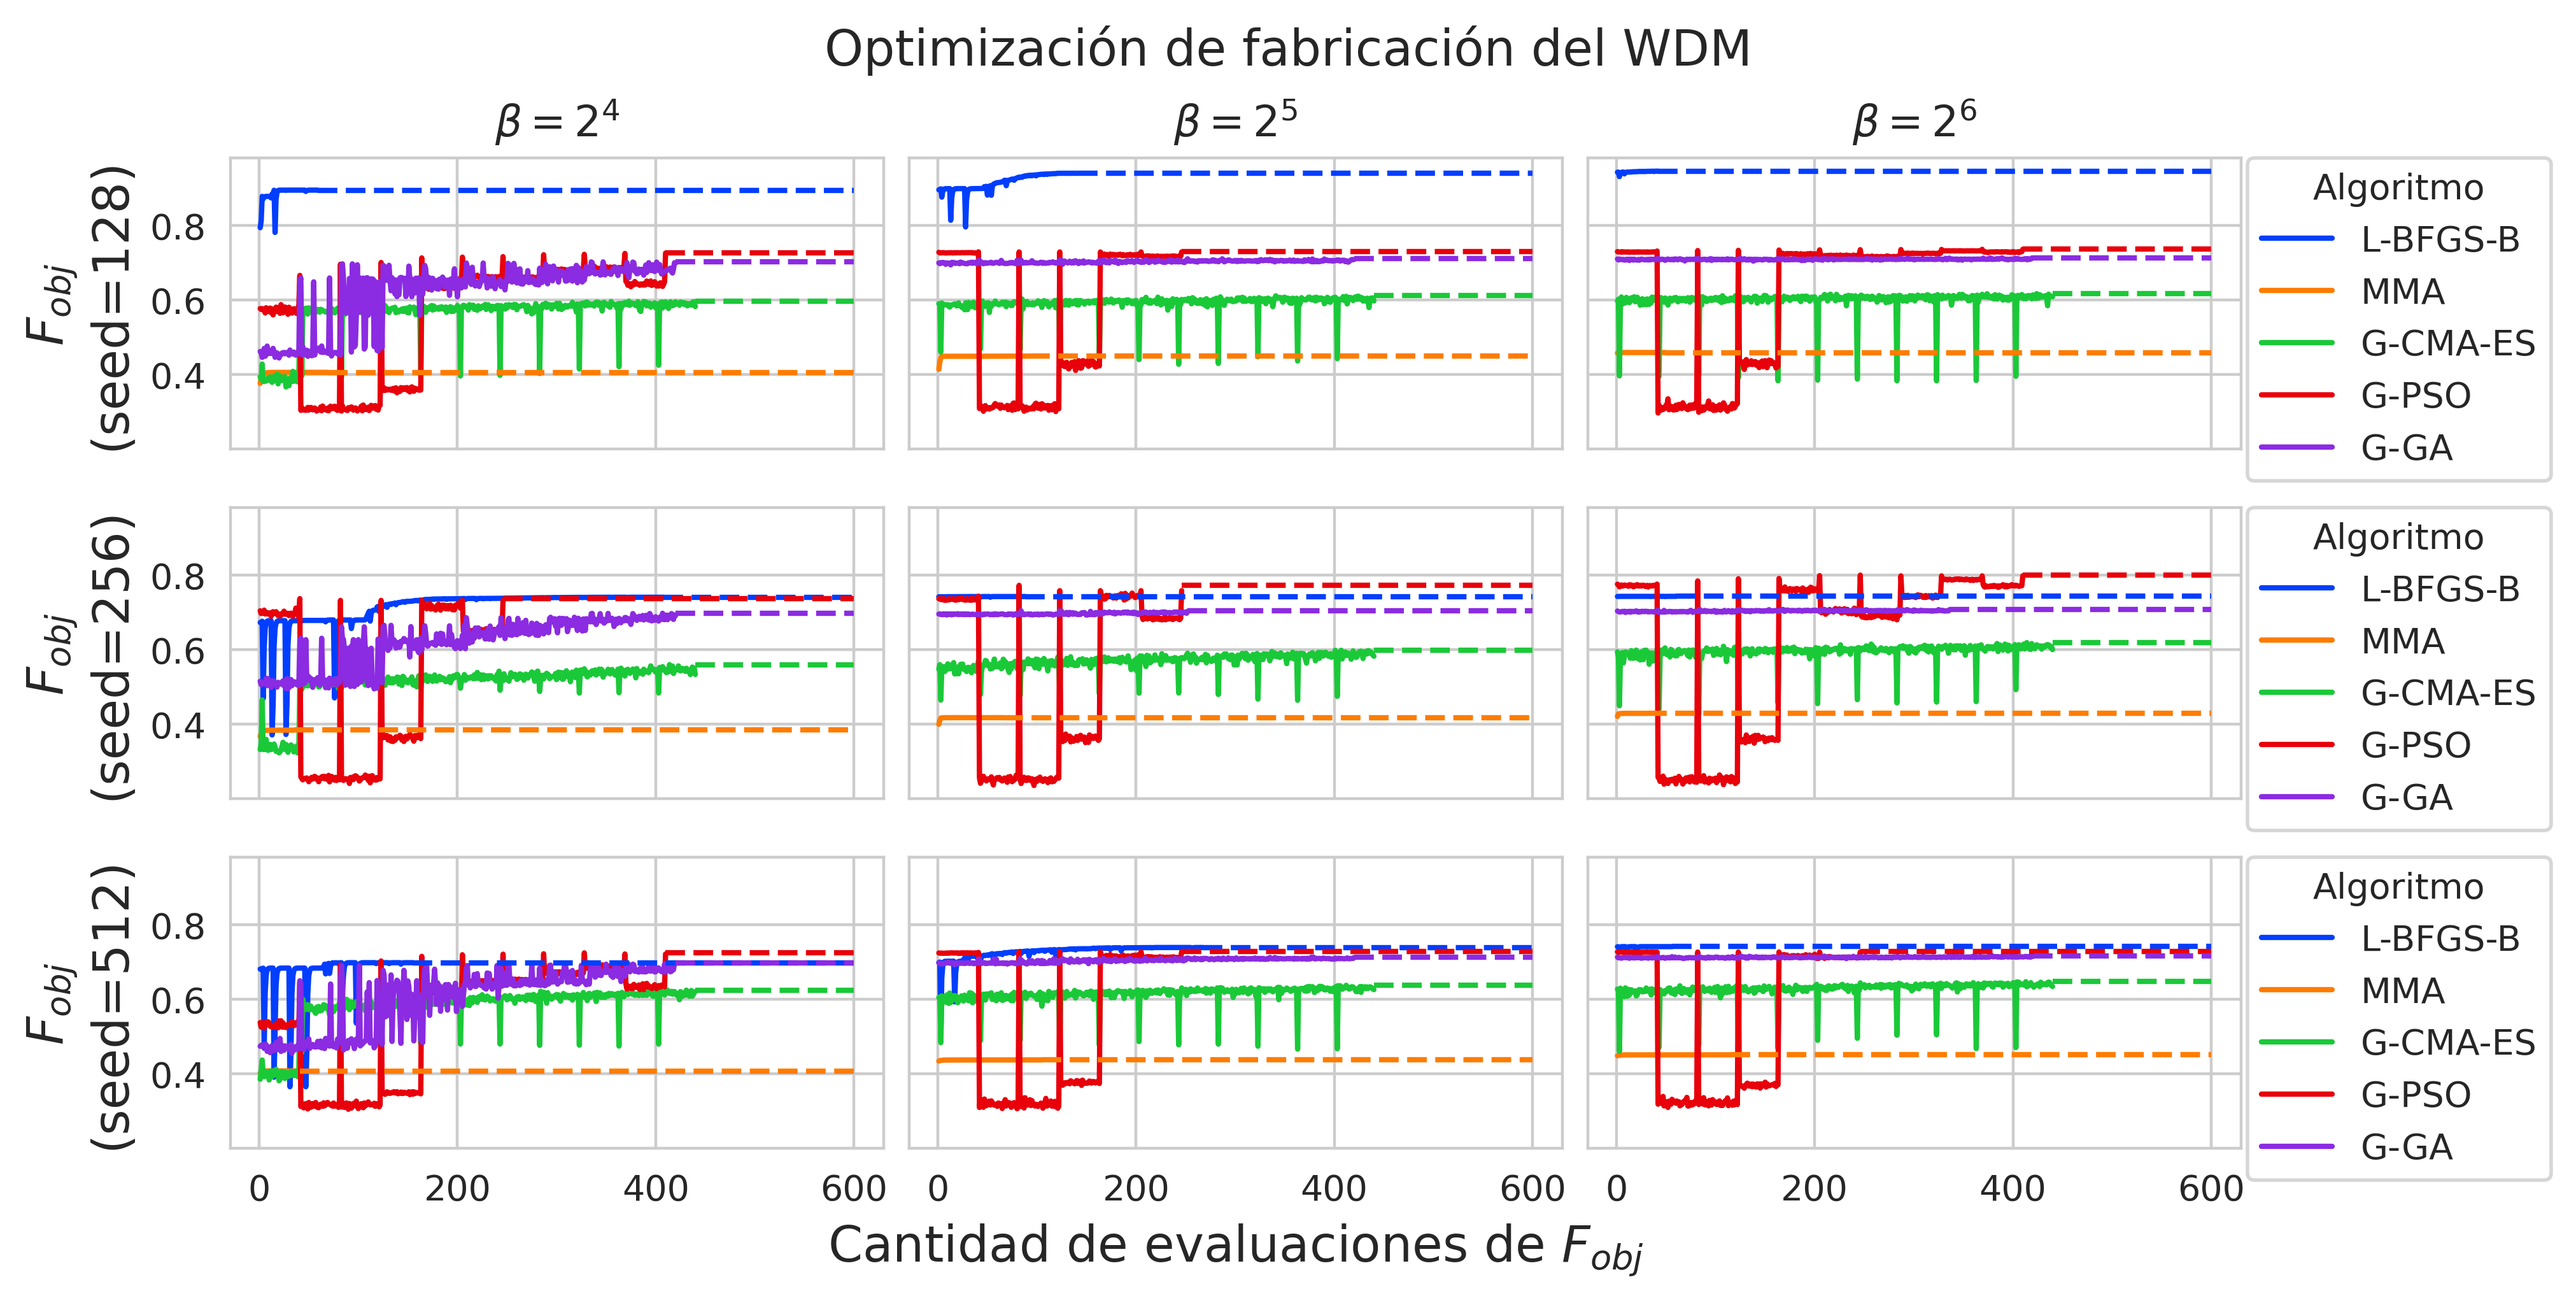 Optimización de fabricación del WDM
β = 2⁴
β = 2⁵
β = 2⁶
F_obj
(seed=128)
0.8
0.6
0.4
Algoritmo
L-BFGS-B
MMA
G-CMA-ES
G-PSO
G-GA
F_obj
(seed=256)
0.8
0.6
0.4
Algoritmo
L-BFGS-B
MMA
G-CMA-ES
G-PSO
G-GA
F_obj
(seed=512)
0.8
0.6
0.4
Algoritmo
L-BFGS-B
MMA
G-CMA-ES
G-PSO
G-GA
0 200 400 600
0 200 400 600
0 200 400 600
Cantidad de evaluaciones de F_obj